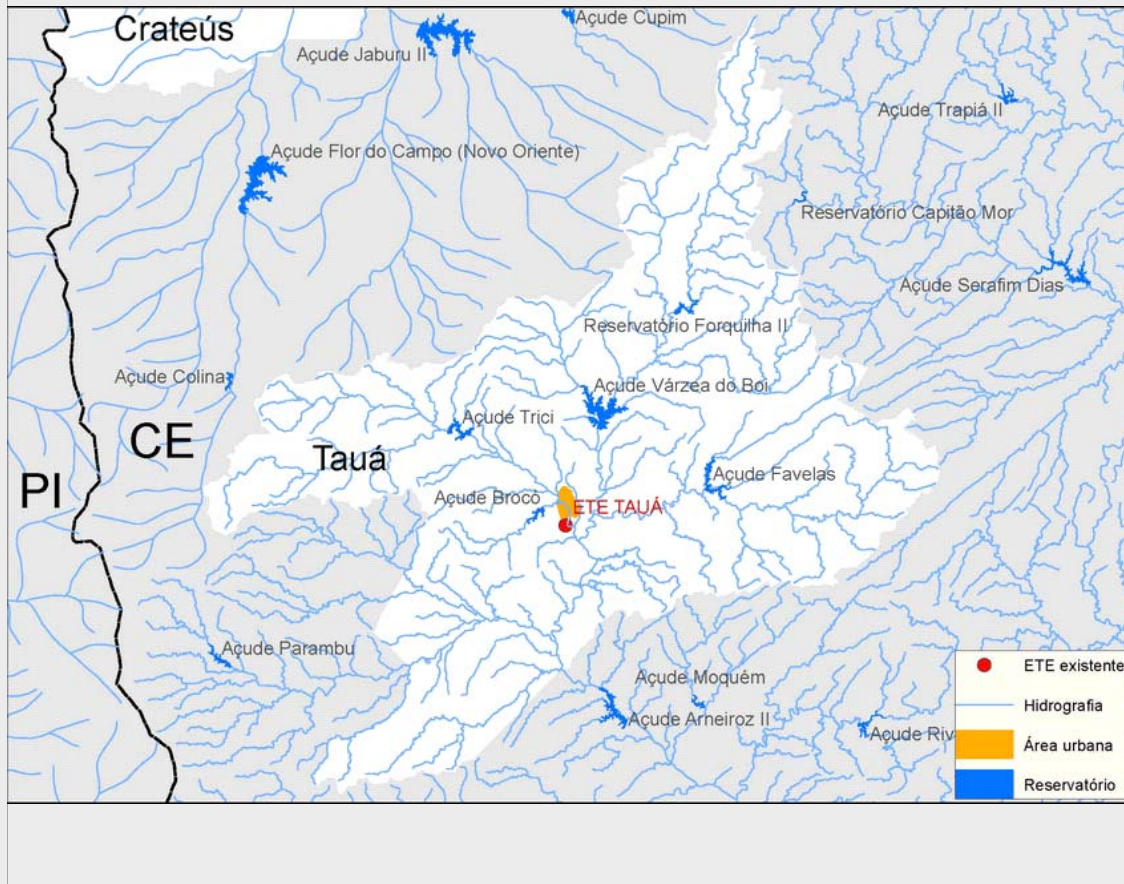 Crateús
Açude Cupim
Açude Jaburu II
Açude Trapiá II
Açude Flor do Campo (Novo Oriente)
Reservatório Capitão Mor
Açude Serafim Dias
Reservatório Forquilha II
Açude Colina
Açude Várzea do Boi
Açude Trici
CE
Tauá
Açude Favelas
PI
Açude Brocó
ETE TAUÁ
Açude Parambu
Açude Moquém
Açude Arneiroz II
Açude Riv
ETE existente
Hidrografia
Área urbana
Reservatório